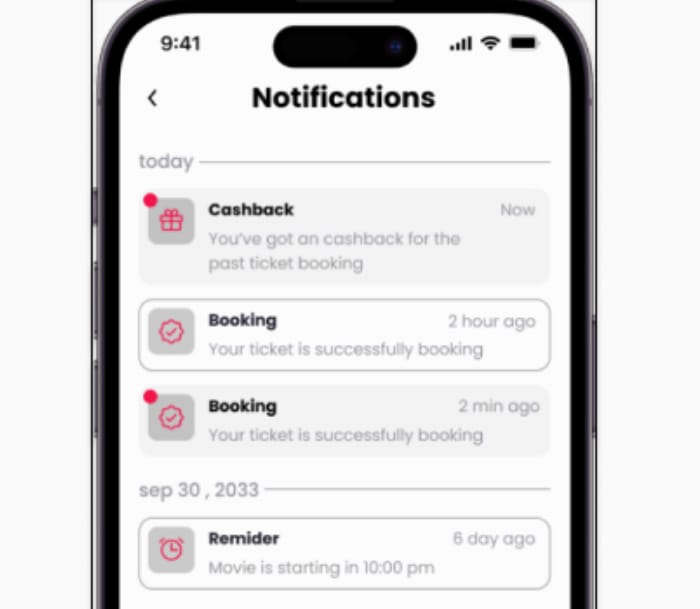 9:41
Notifications
today
Cashback Now
You've got an cashback for the
past ticket booking
Booking 2 hour ago
Your ticket is successfully booking
Booking 2 min ago
Your ticket is successfully booking
sep 30 , 2033
Remider 6 day ago
Movie is starting in 10:00 pm